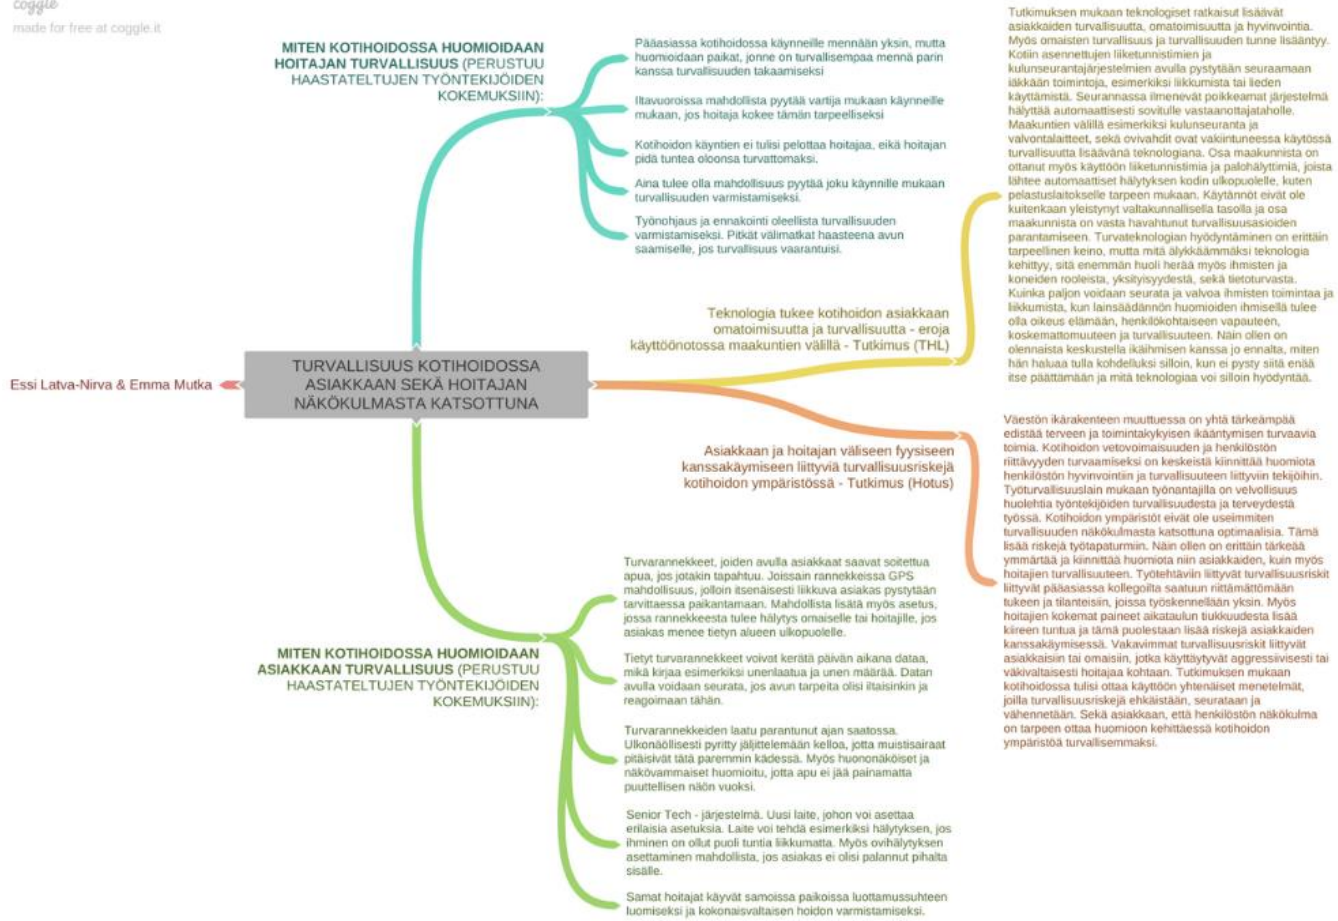 coggle
made for free at coggle.it
MITEN KOTIHOIDOSSA HUOMIOIDAAN
HOITAJAN TURVALLISUUS (PERUSTUU
HAASTATELTUJEN TYÖNTEKIJÖIDEN
KOKEMUKSIIN):
Pääasiassa kotihoidossa käynneille mennään yksin, mutta
huomioidaan paikat, jonne on turvallisempaa mennä parin
kanssa turvallisuuden takaamiseksi
Iltavuoroissa mahdollista pyytää vartija mukaan käynneille
mukaan, jos hoitaja kokee tämän tarpeelliseksi
Kotihoidon käyntien ei tulisi pelottaa hoitajaa, eikä hoitajan
pidä tuntea oloonsa turvattomaksi.
Aina tulee olla mahdollisuus pyytää joku käynnille mukaan
turvallisuuden varmistamiseksi.
Työnohjaus ja ennakointi oleellista turvallisuuden
varmistamiseksi. Pitkät välimatkat haasteena avun
saamiselle, jos turvallisuus vaarantuisi.
Teknologia tukee kotihoidon asiakkaan
omatoimisuutta ja turvallisuutta - eroja
käyttöönotossa maakuntien välillä - Tutkimus (THL)
Tutkimuksen mukaan teknologiset ratkaisut lisäävät
asiakkaiden turvallisuutta, omatoimisuutta ja hyvinvointia.
Myös omaisten turvallisuus ja turvallisuuden tunne lisääntyy.
Kotiin asennettujen liiketunnistimien ja
kulunseurantajärjestelmien avulla pystytään seuraamaan
iäkkään toimintoja, esimerkiksi liikkumista tai lieden
käyttämistä. Seurannassa ilmenevät poikkeamat järjestelmä
hälyttää automaattisesti sovitulle vastaanottajataholle.
Maakuntien välillä esimerkiksi kulunseuranta ja
valvontalaitteet, sekä ovivahdit ovat vakiintuneessa käytössä
turvallisuutta lisäävänä teknologiana. Osa maakunnista on
ottanut myös käyttöön liiketunnistimia ja palohälyttimiä, joista
lähtee automaattiset hälytyksen kodin ulkopuolelle, kuten
pelastuslaitokselle tarpeen mukaan. Käytännöt eivät ole
kuitenkaan yleistynyt valtakunnallisella tasolla ja osa
maakunnista on vasta havahtunut turvallisuusasioiden
parantamiseen. Turvateknologian hyödyntäminen on erittäin
tarpeellinen keino, mutta mitä älykkäämmäksi teknologia
kehittyy, sitä enemmän huoli herää myös ihmisten ja
koneiden rooleista, yksityisyydestä, sekä tietoturvasta.
Kuinka paljon voidaan seurata ja valvoa ihmisten toimintaa ja
liikkumista, kun lainsäädännön huomioiden ihmisellä tulee
olla oikeus elämään, henkilökohtaiseen vapauteen,
koskemattomuuteen ja turvallisuuteen. Näin ollen on
olennaista keskustella ikäihmisen kanssa jo ennalta, miten
hän haluaa tulla kohdelluksi silloin, kun ei pysty siitä enää
itse päättämään ja mitä teknologiaa voi silloin hyödyntää.
Essi Latva-Nirva & Emma Mutka
TURVALLISUUS KOTIHOIDOSSA
ASIAKKAAN SEKÄ HOITAJAN
NÄKÖKULMASTA KATSOTTUNA
Asiakkaan ja hoitajan väliseen fyysiseen
kanssakäymiseen liittyviä turvallisuusriskejä
kotihoidon ympäristössä - Tutkimus (Hotus)
Väestön ikärakenteen muuttuessa on yhtä tärkeämpää
edistää terveen ja toimintakykyisen ikääntymisen turvaavia
toimia. Kotihoidon vetovoimaisuuden ja henkilöstön
riittävyyden turvaamiseksi on keskeistä kiinnittää huomiota
henkilöstön hyvinvointiin ja turvallisuuteen liittyviin tekijöihin.
Työturvallisuuslain mukaan työnantajilla on velvollisuus
huolehtia työntekijöiden turvallisuudesta ja terveydestä
työssä. Kotihoidon ympäristöt eivät ole useimmiten
turvallisuuden näkökulmasta katsottuna optimaalisia. Tämä
lisää riskejä työtapaturmiin. Näin ollen on erittäin tärkeää
ymmärtää ja kiinnittää huomiota niin asiakkaiden, kuin myös
hoitajien turvallisuuteen. Työtehtäviin liittyvät turvallisuusriskit
liittyvät pääasiassa kollegoilta saatuun riittämättömään
tukeen ja tilanteisiin, joissa työskennellään yksin. Myös
hoitajien kokemat paineet aikataulun tiukkuudesta lisää
kiireen tuntua ja tämä puolestaan lisää riskejä asiakkaiden
kanssakäymisessä. Vakavimmat turvallisuusriskit liittyvät
asiakkaisiin tai omaisiin, jotka käyttäytyvät aggressiivisesti tai
väkivaltaisesti hoitajaa kohtaan. Tutkimuksen mukaan
kotihoidossa tulisi ottaa käyttöön yhtenäiset menetelmät,
joilla turvallisuusriskejä ehkäistään, seurataan ja
vähennetään. Sekä asiakkaan, että henkilöstön näkökulma
on tarpeen ottaa huomioon kehittäessä kotihoidon
ympäristöä turvallisemmaksi.
MITEN KOTIHOIDOSSA HUOMIOIDAAN
ASIAKKAAN TURVALLISUUS (PERUSTUU
HAASTATELTUJEN TYÖNTEKIJÖIDEN
KOKEMUKSIIN):
Turvarannekkeet, joiden avulla asiakkaat saavat soitettua
apua, jos jotakin tapahtuu. Joissain rannekkeissa GPS
mahdollisuus, jolloin itsenäisesti liikkuva asiakas pystytään
tarvittaessa paikantamaan. Mahdollista lisätä myös asetus,
jossa rannekkeesta tulee hälytys omaiselle tai hoitajille, jos
asiakas menee tietyn alueen ulkopuolelle.
Tietyt turvarannekkeet voivat kerätä päivän aikana dataa,
mikä kirjaa esimerkiksi unenlaatua ja unen määrää. Datan
avulla voidaan seurata, jos avun tarpeita olisi iltaisinkin ja
reagoimaan tähän.
Turvarannekkeiden laatu parantunut ajan saatossa.
Ulkonäöllisesti pyritty jäljittelemään kelloa, jotta muistisairaat
pitäisivät tätä paremmin kädessä. Myös huononäköiset ja
näkövammaiset huomioitu, jotta apu ei jää painamatta
puuttellisen näön vuoksi.
Senior Tech - järjestelmä. Uusi laite, johon voi asettaa
erilaisia asetuksia. Laite voi tehdä esimerkiksi hälytyksen, jos
ihminen on ollut puoli tuntia liikkumatta. Myös ovihälytyksen
asettaminen mahdollista, jos asiakas ei olisi palannut pihalta
sisälle.
Samat hoitajat käyvät samoissa paikoissa luottamussuhteen
luomiseksi ja kokonaisvaltaisen hoidon varmistamiseksi.